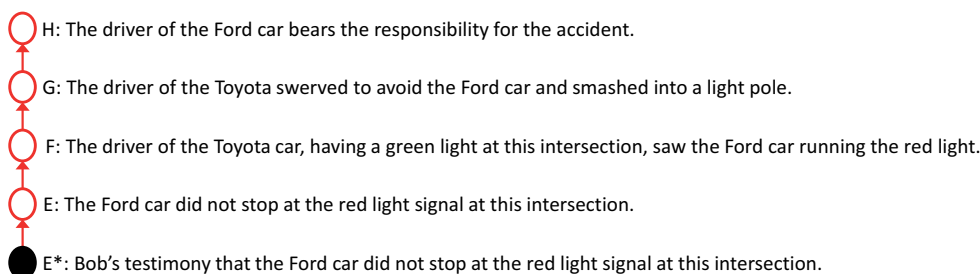 H: The driver of the Ford car bears the responsibility for the accident.
G: The driver of the Toyota swerved to avoid the Ford car and smashed into a light pole.
F: The driver of the Toyota car, having a green light at this intersection, saw the Ford car running the red light.
E: The Ford car did not stop at the red light signal at this intersection.
E*: Bob’s testimony that the Ford car did not stop at the red light signal at this intersection.